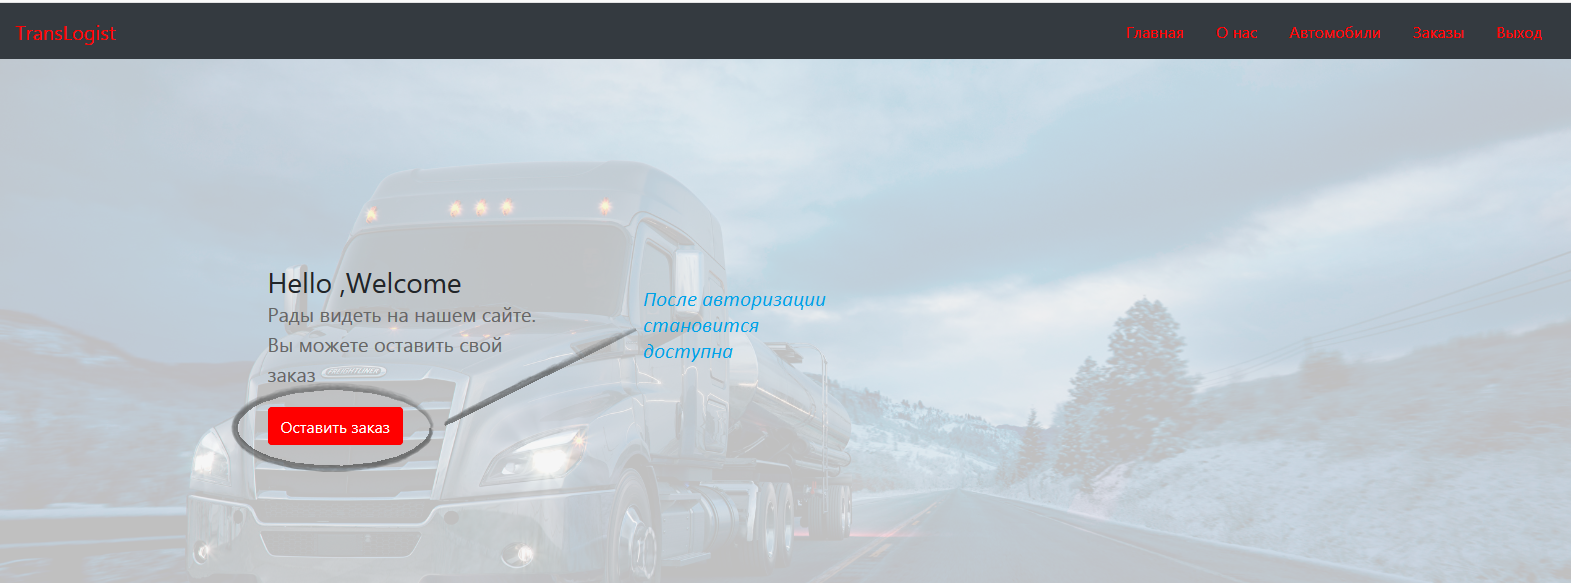 TransLogist
Главная О нас Автомобили Заказы Выход
Hello ,Welcome
Рады видеть на нашем сайте.
Вы можете оставить свой
заказ
FREIGHTLINER
Оставить заказ
После авторизации
становится
доступна